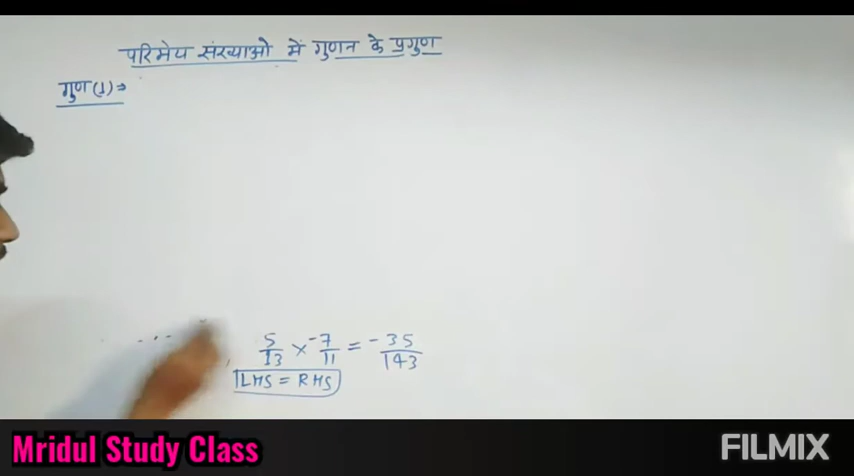 परिमेय संख्याओ में गुणन के प्रगुण
गुण (1) ⇒
5/13 × -7/11 = -35/143
LHS = RHS
Mridul Study Class
FILMIX